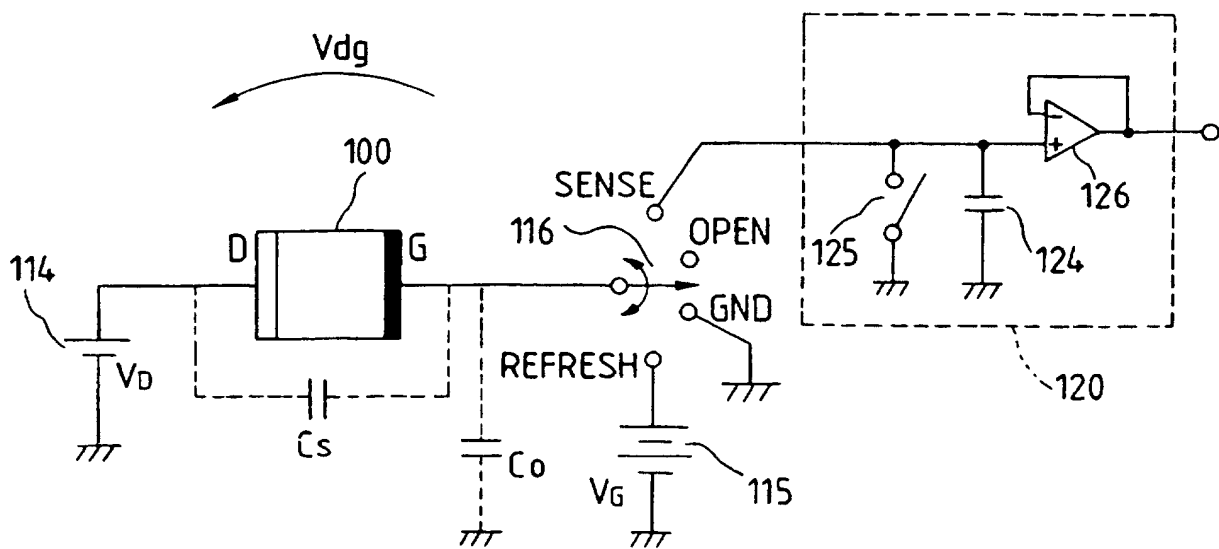 Vdg
100
SENSE
126
D
G
116
OPEN
125
124
114
GND
VD
REFRESH
120
Cs
Co
VG
115